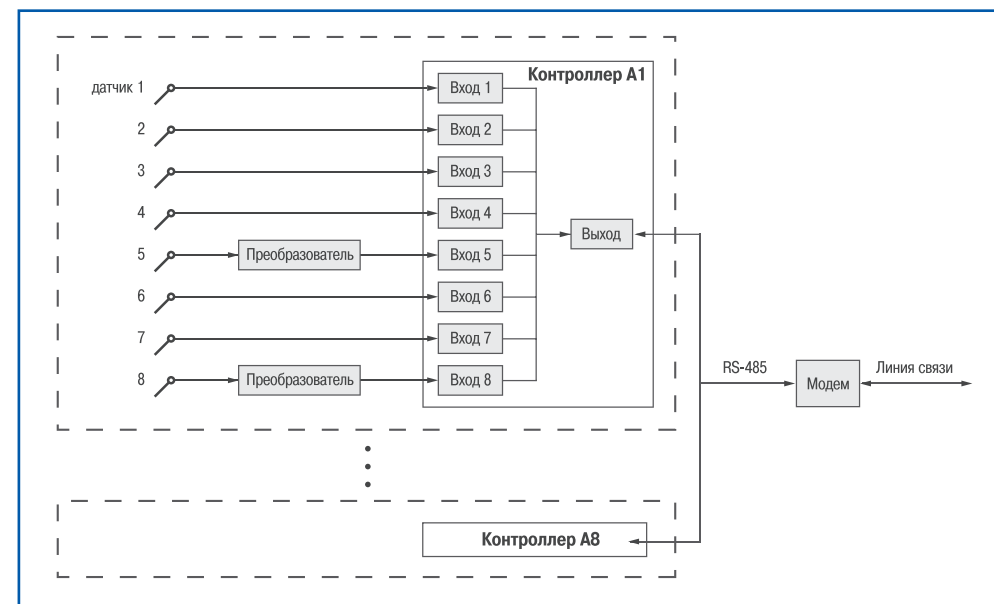 Контроллер А1
датчик 1
Вход 1
2
Вход 2
3
Вход 3
4
Вход 4
Выход
5
Преобразователь
Вход 5
6
Вход 6
7
Вход 7
8
Преобразователь
Вход 8
RS-485
Модем
Линия связи
Контроллер А8